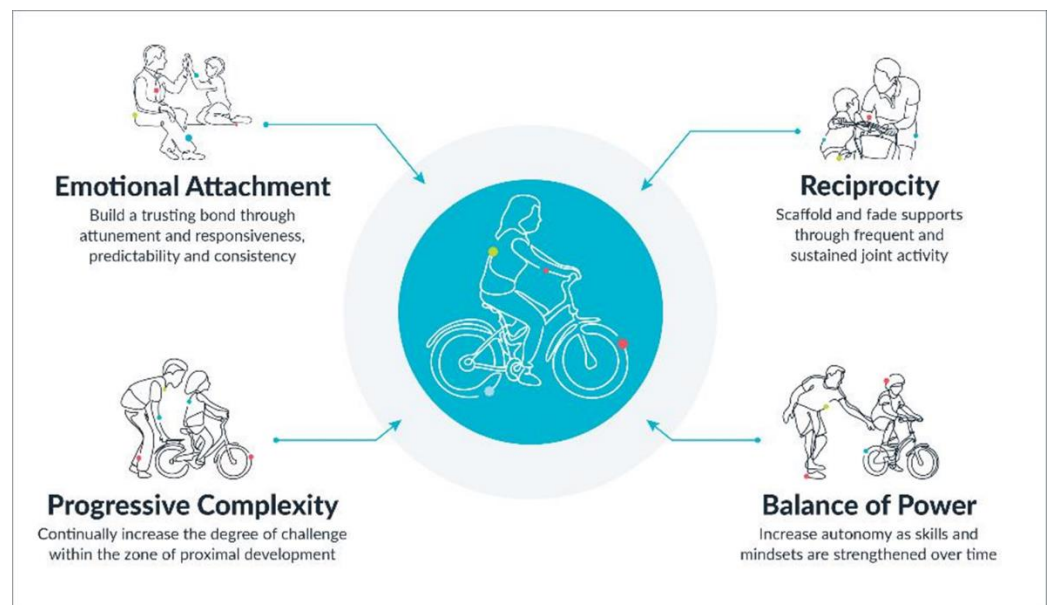 Emotional Attachment
Build a trusting bond through
attunement and responsiveness,
predictability and consistency
Reciprocity
Scaffold and fade supports
through frequent and
sustained joint activity
Progressive Complexity
Continually increase the degree of challenge
within the zone of proximal development
Balance of Power
Increase autonomy as skills and
mindsets are strengthened over time